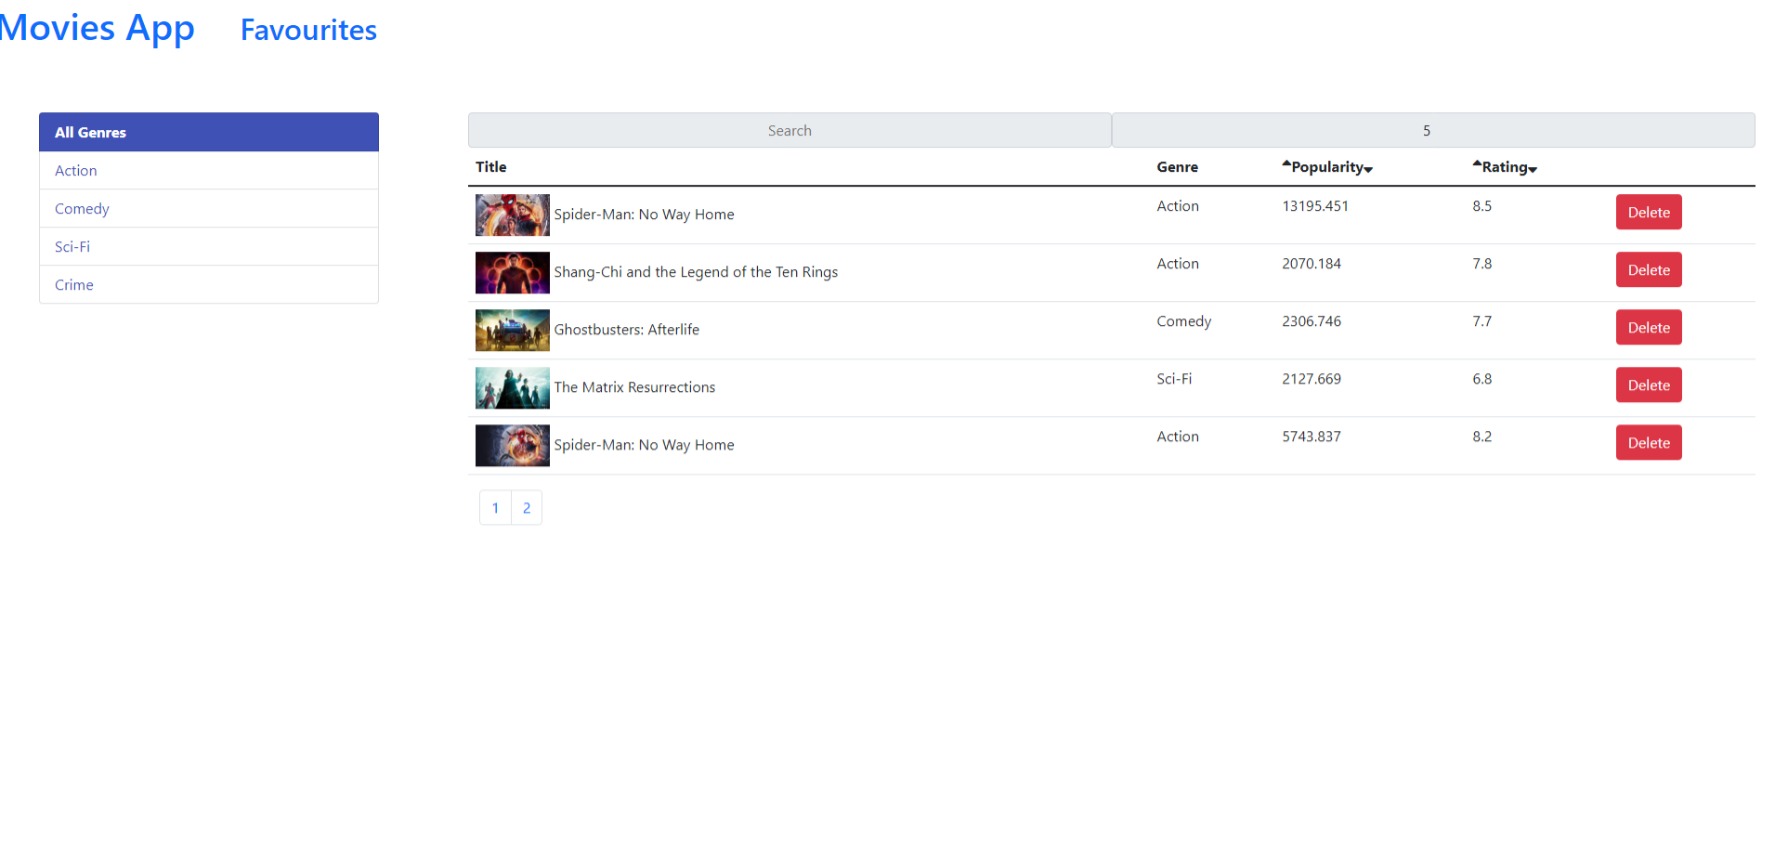 Movies App Favourites
All Genres
Action
Comedy
Sci-Fi
Crime
Search 5
Title Genre Popularity Rating
Spider-Man: No Way Home Action 13195.451 8.5 Delete
Shang-Chi and the Legend of the Ten Rings Action 2070.184 7.8 Delete
Ghostbusters: Afterlife Comedy 2306.746 7.7 Delete
The Matrix Resurrections Sci-Fi 2127.669 6.8 Delete
Spider-Man: No Way Home Action 5743.837 8.2 Delete
1 2